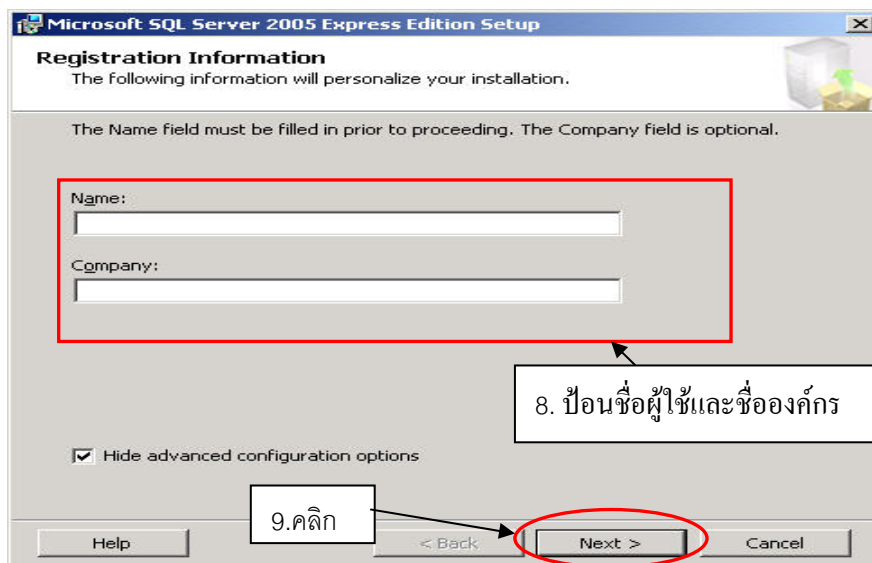 Microsoft SQL Server 2005 Express Edition Setup
Registration Information
The following information will personalize your installation.
The Name field must be filled in prior to proceeding. The Company field is optional.
Name:
Company:
8. ป้อนชื่อผู้ใช้และชื่อองค์กร
Hide advanced configuration options
9.คลิก
Help
< Back
Next >
Cancel